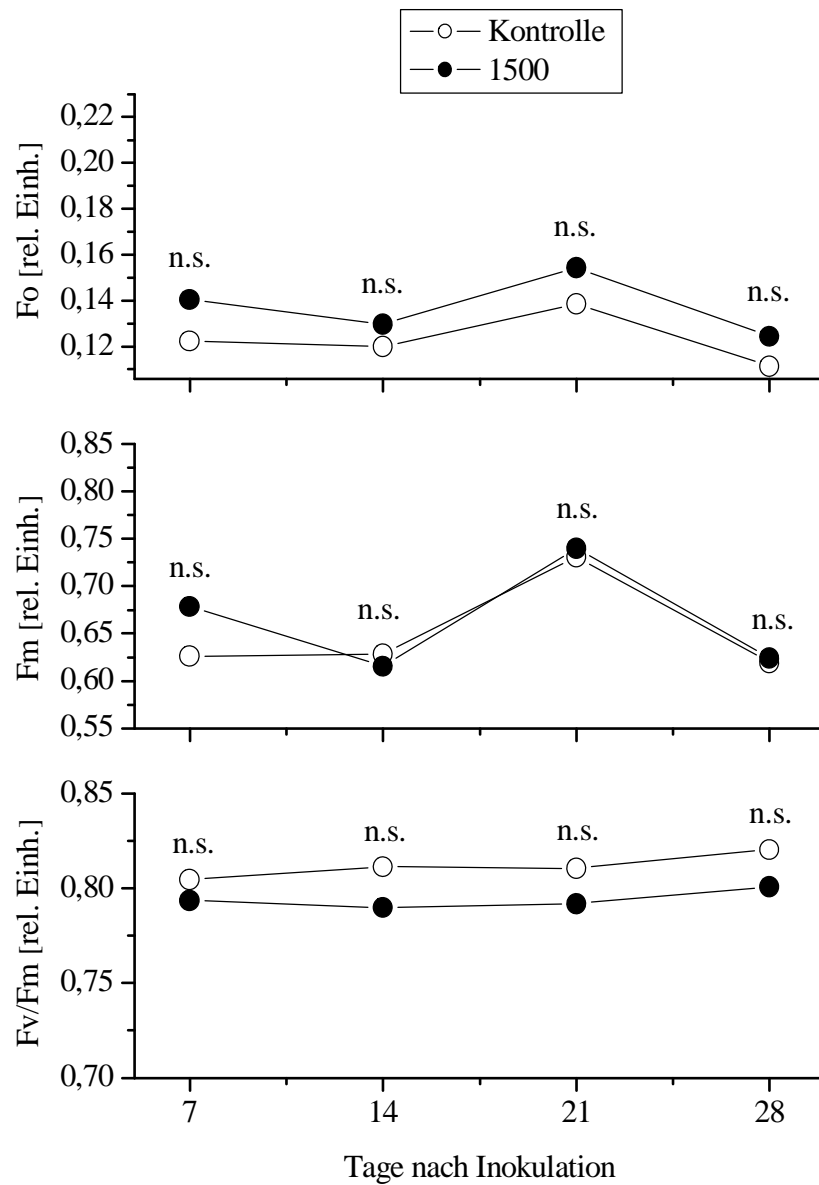 Kontrolle
1500
Fo [rel. Einh.]
0,22
0,20
0,18
0,16
0,14
0,12
n.s.
n.s.
n.s.
n.s.
Fm [rel. Einh.]
0,85
0,80
0,75
0,70
0,65
0,60
0,55
n.s.
n.s.
n.s.
n.s.
Fv/Fm [rel. Einh.]
0,85
0,80
0,75
0,70
n.s.
n.s.
n.s.
n.s.
7 14 21 28
Tage nach Inokulation